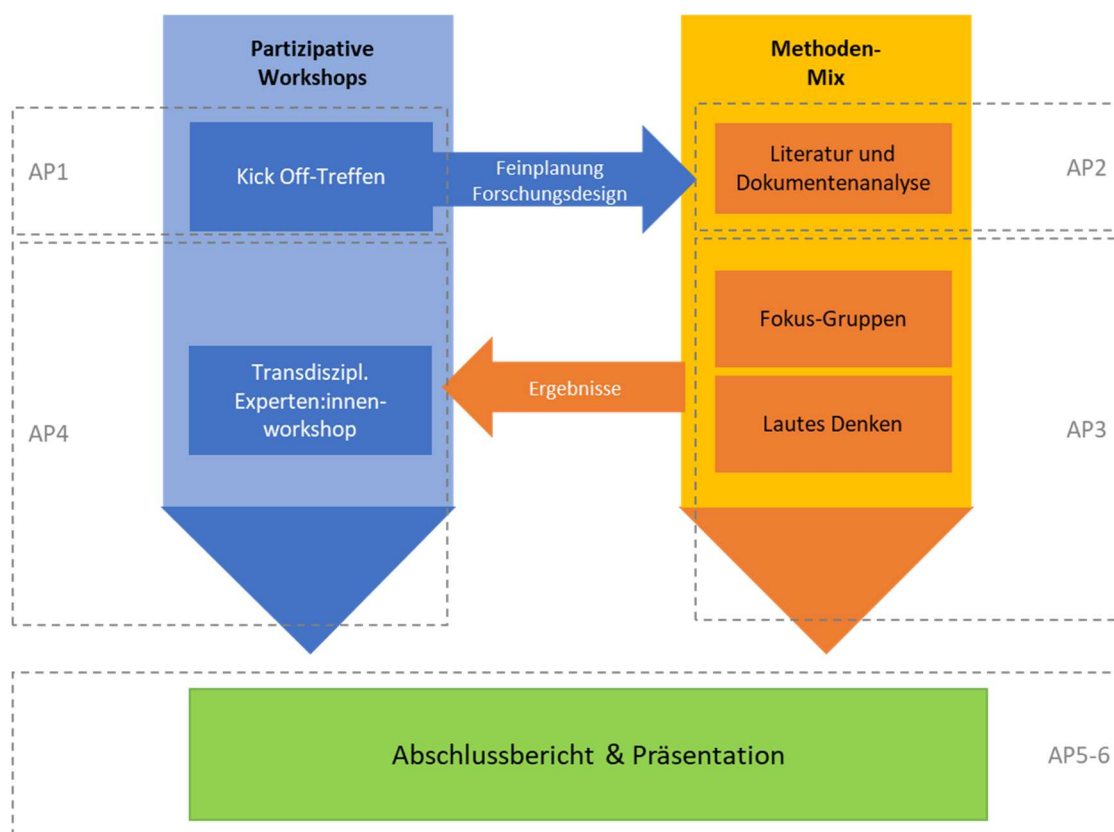 Partizipative
Workshops
Methoden-
Mix
AP1
Kick Off-Treffen
Feinplanung
Forschungsdesign
Literatur und
Dokumentenanalyse
AP2
Fokus-Gruppen
Transdiszipl.
Experten:innen-
workshop
Ergebnisse
Lautes Denken
AP4
AP3
Abschlussbericht & Präsentation
AP5-6